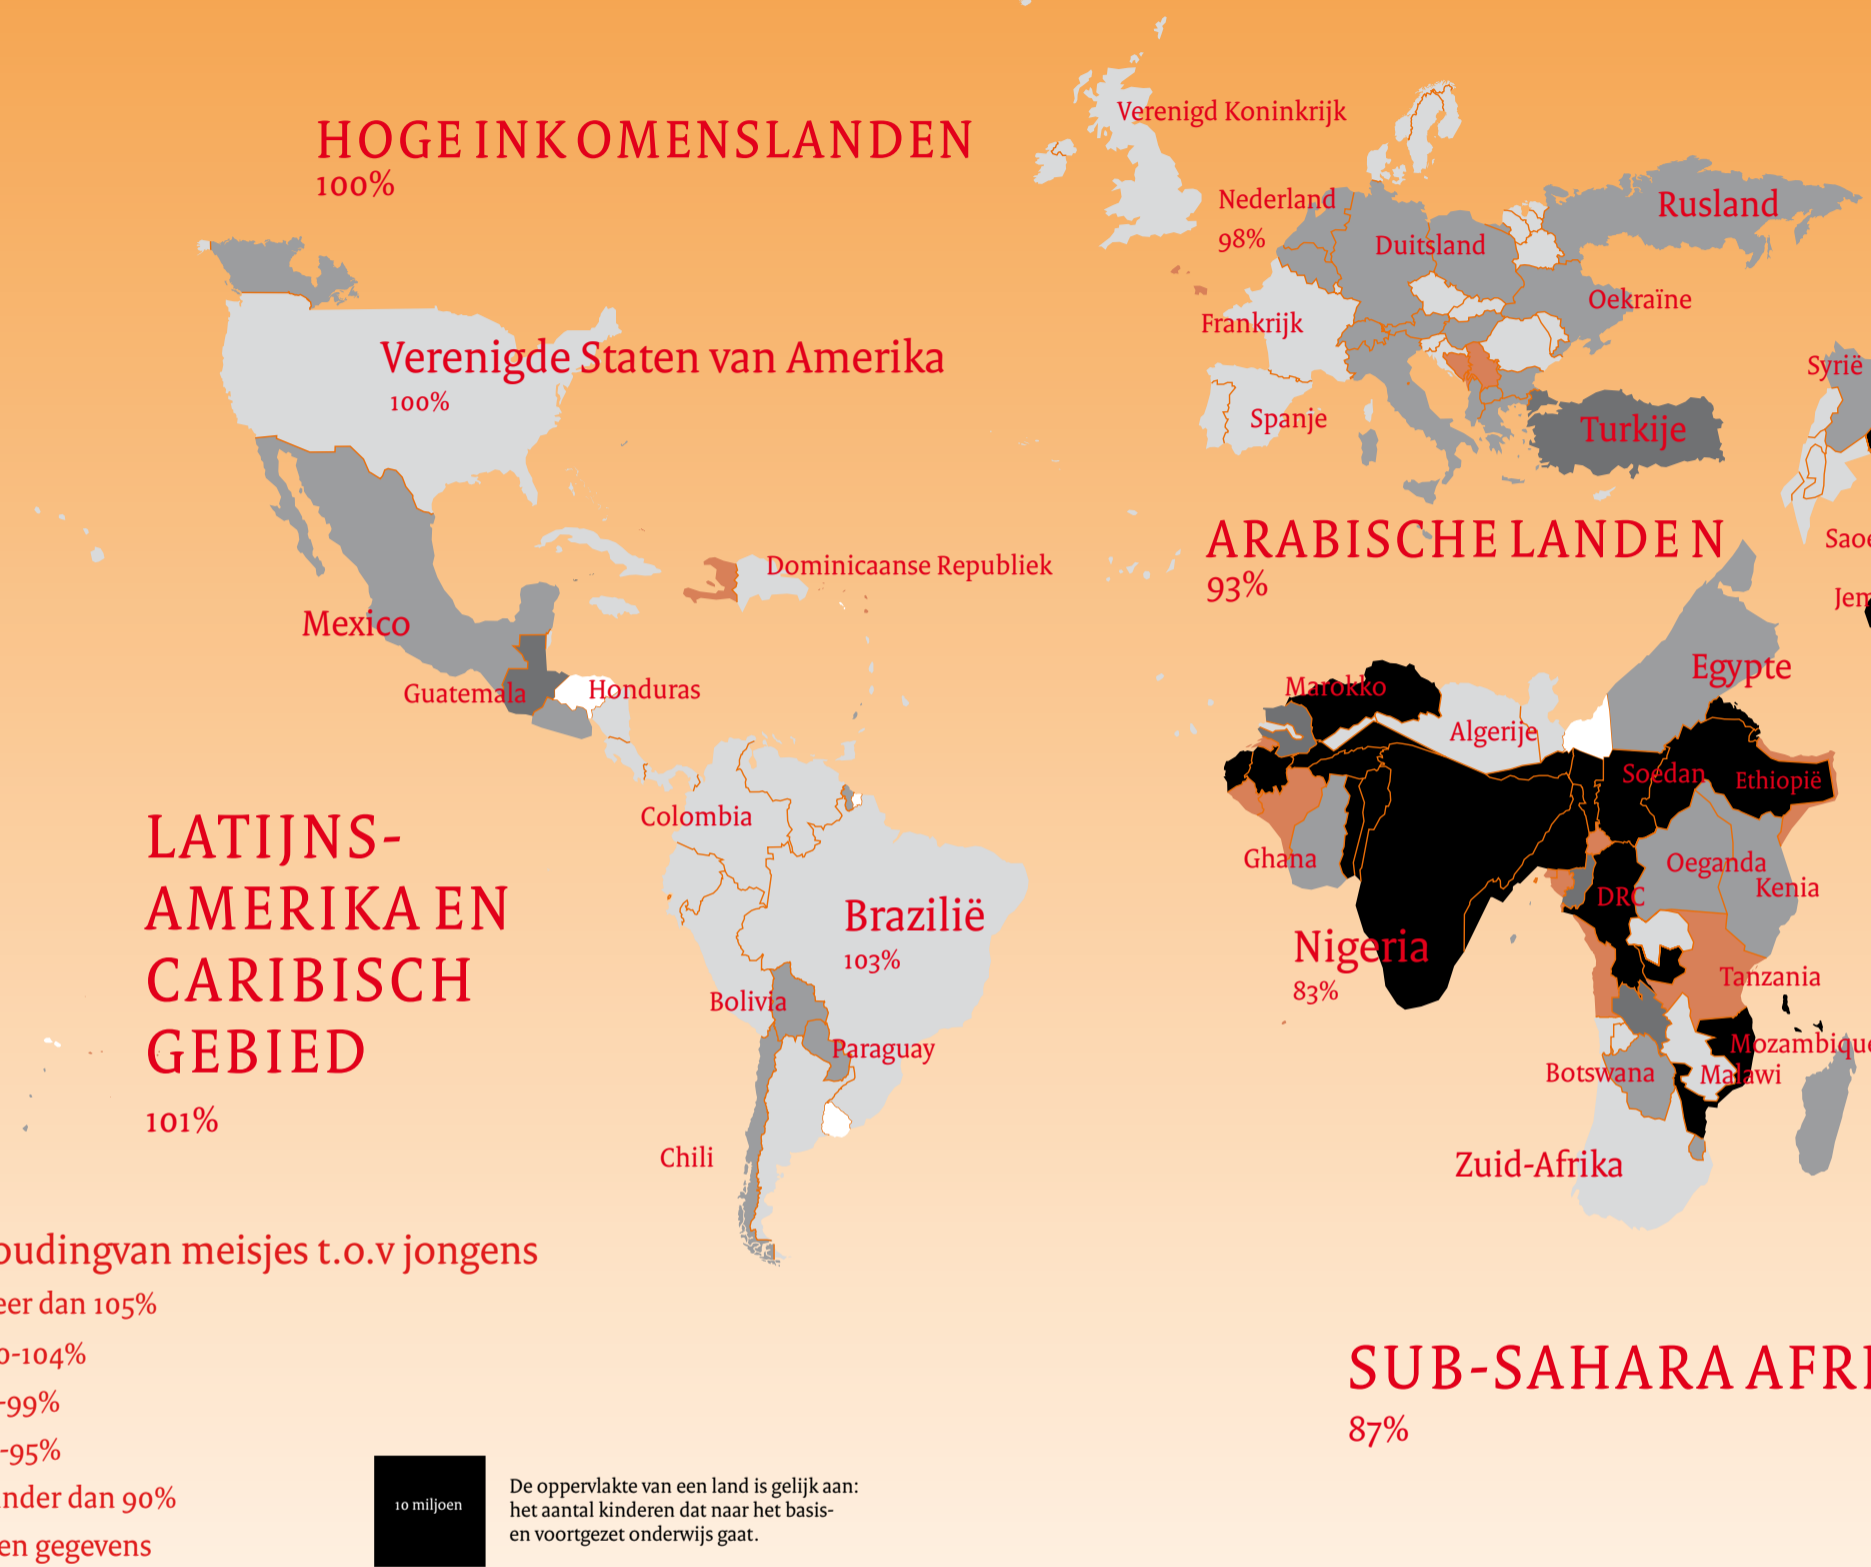 HOGE INKOMENSLANDEN
100%
Verenigd Koninkrijk
Nederland
98%
Duitsland
Rusland
Oekraïne
Frankrijk
Spanje
Turkije
Syrië
Verenigde Staten van Amerika
100%
Mexico
Guatemala
Honduras
Dominicaanse Republiek
ARABISCHE LANDEN
93%
Marokko
Algerije
Egypte
Soedan
Ethiopië
Ghana
Oeganda
Kenia
DRC
Nigeria
83%
Tanzania
Mozambique
Malawi
Botswana
Zuid-Afrika
LATIJNS-
AMERIKA EN
CARIBISCH
GEBIED
101%
Colombia
Brazilië
103%
Bolivia
Paraguay
Chili
SUB-SAHARA AFRI
87%
oudingvan meisjes t.o.v jongens
eer dan 105%
0-104%
-99%
-95%
nder dan 90%
en gegevens
10 miljoen
De oppervlakte van een land is gelijk aan:
het aantal kinderen dat naar het basis-
en voortgezet onderwijs gaat.